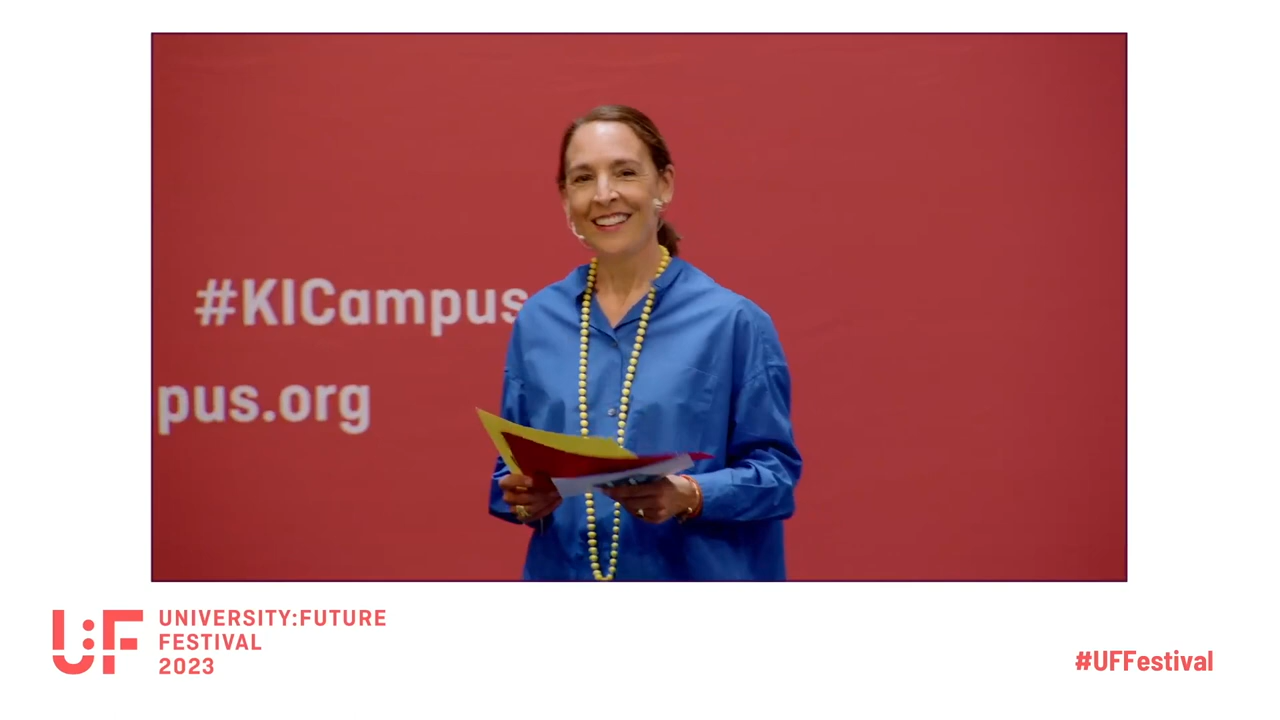 #KICampus
pus.org
U:F
UNIVERSITY:FUTURE
FESTIVAL
2023
#UFFestival